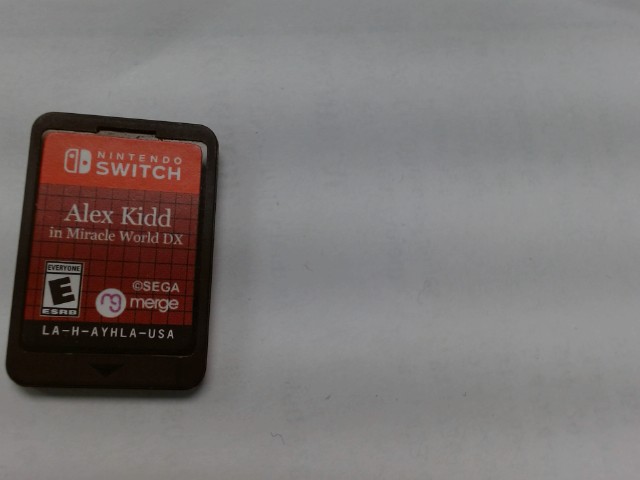 NINTENDO
SWITCH
Alex Kidd
in Miracle World DX
EVERYONE
E
ESRB
©SEGA
merge
LA-H-AYHLA-USA